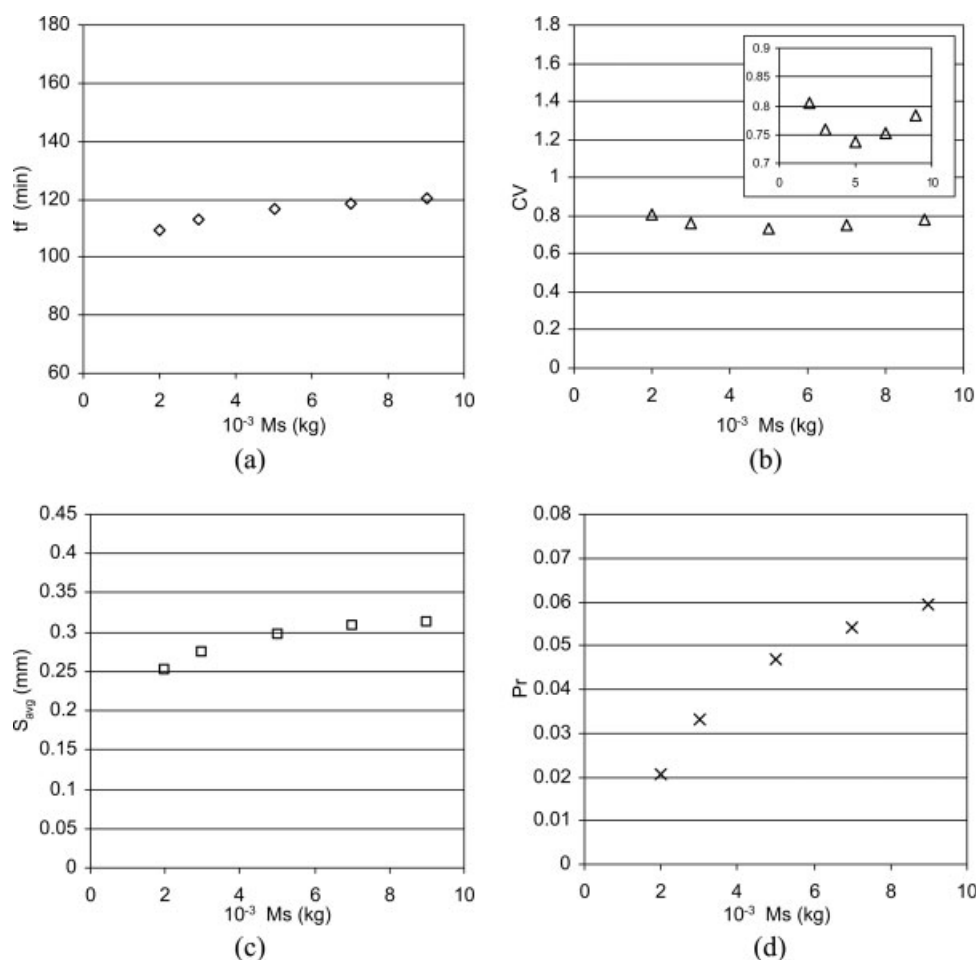 180
160
140
120
100
80
60
tf (min)
0 2 4 6 8 10
10⁻³ Ms (kg)
(a)
1.8
1.6
1.4
1.2
1
0.8
0.6
0.4
0.2
0
CV
0.9
0.85
0.8
0.75
0.7
0 5 10
0 2 4 6 8 10
10⁻³ Ms (kg)
(b)
0.45
0.4
0.35
0.3
0.25
0.2
0.15
0.1
0.05
0
Savg (mm)
0 2 4 6 8 10
10⁻³ Ms (kg)
(c)
0.08
0.07
0.06
0.05
0.04
0.03
0.02
0.01
0
Pr
0 2 4 6 8 10
10⁻³ Ms (kg)
(d)